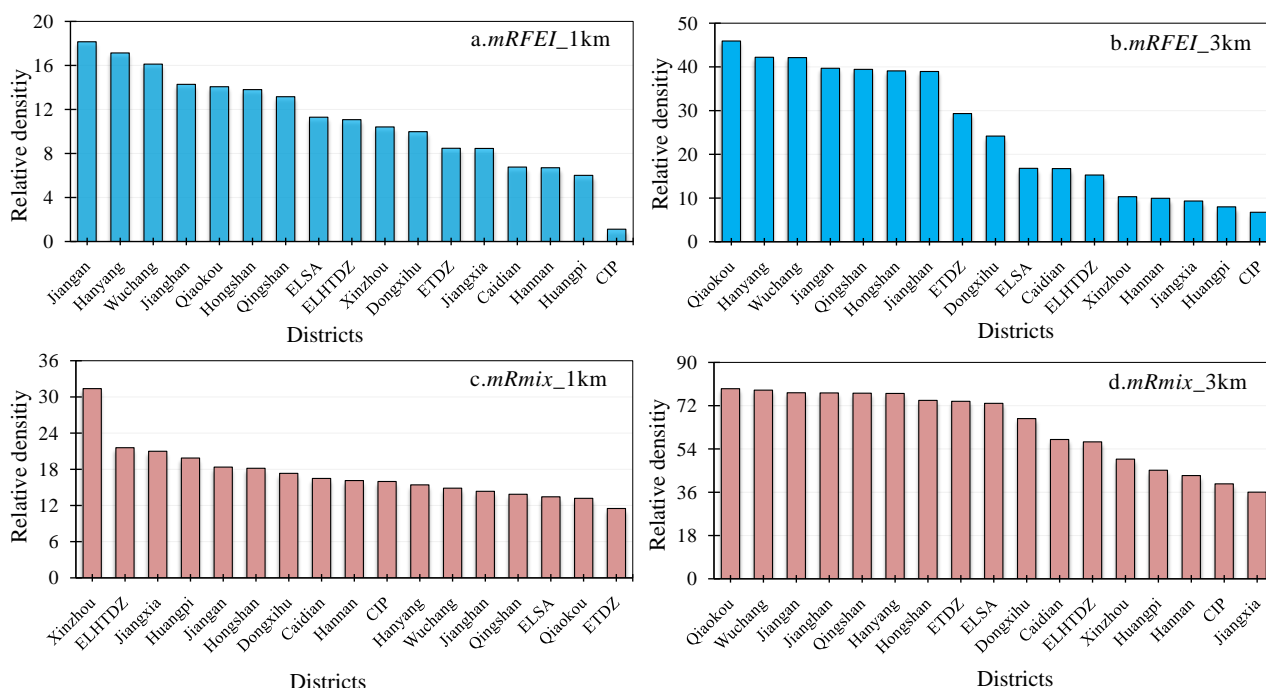 a.mRFEI_1km
Relative densitiy
20
16
12
8
4
0
Jiangan
Hanyang
Wuchang
Jianghan
Qiaokou
Hongshan
Qingshan
ELSA
ELHTDZ
Xinzhou
Dongxihu
ETDZ
Jiangxia
Caidian
Hannan
Huangpi
CIP
Districts
b.mRFEI_3km
Relative densitiy
50
40
30
20
10
0
Qiaokou
Hanyang
Wuchang
Jiangan
Qingshan
Hongshan
Jianghan
ETDZ
Dongxihu
ELSA
Caidian
ELHTDZ
Xinzhou
Hannan
Jiangxia
Huangpi
CIP
Districts
c.mRmix_1km
Relative densitiy
36
30
24
18
12
6
0
Xinzhou
ELHTDZ
Jiangxia
Huangpi
Jiangan
Hongshan
Dongxihu
Caidian
Hannan
CIP
Hanyang
Wuchang
Jianghan
Qingshan
ELSA
Qiaokou
ETDZ
Districts
d.mRmix_3km
Relative densitiy
90
72
54
36
18
0
Qiaokou
Wuchang
Jiangan
Jianghan
Qingshan
Hanyang
Hongshan
ETDZ
ELSA
Dongxihu
Caidian
ELHTDZ
Xinzhou
Huangpi
Hannan
CIP
Jiangxia
Districts